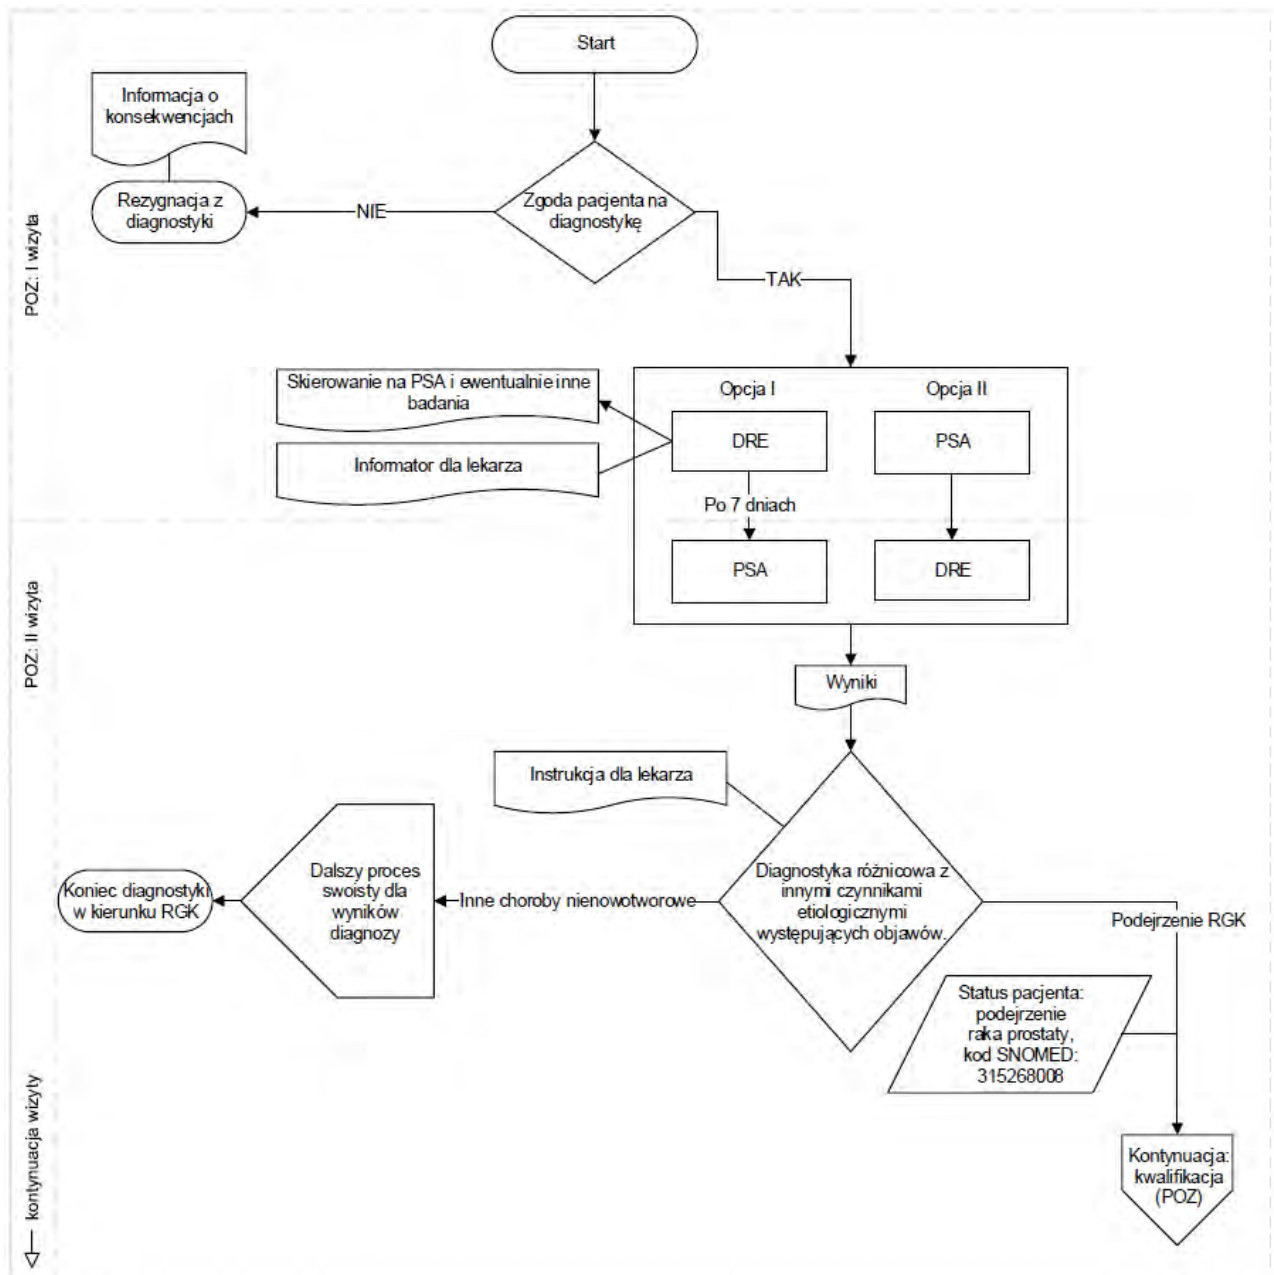 Start
Informacja o
konsekwencjach
Rezygnacja z
diagnostyki
NIE
Zgoda pacjenta na
diagnostykę
TAK
POZ: I wizyta
Skierowanie na PSA i ewentualnie inne
badania
Informator dla lekarza
Opcja I
Opcja II
DRE
PSA
Po 7 dniach
PSA
DRE
POZ: II wizyta
Wyniki
Instrukcja dla lekarza
Diagnostyka różnicowa z
innymi czynnikami
etiologicznymi
występujących objawów.
Inne choroby nienowotworowe
Dalszy proces
swoisty dla
wyników
diagnozy
Koniec diagnostyki
w kierunku RGK
Podejrzenie RGK
Status pacjenta:
podejrzenie
raka prostaty,
kod SNOMED:
315268008
Kontynuacja:
kwalifikacja
(POZ)
kontynuacja wizyty